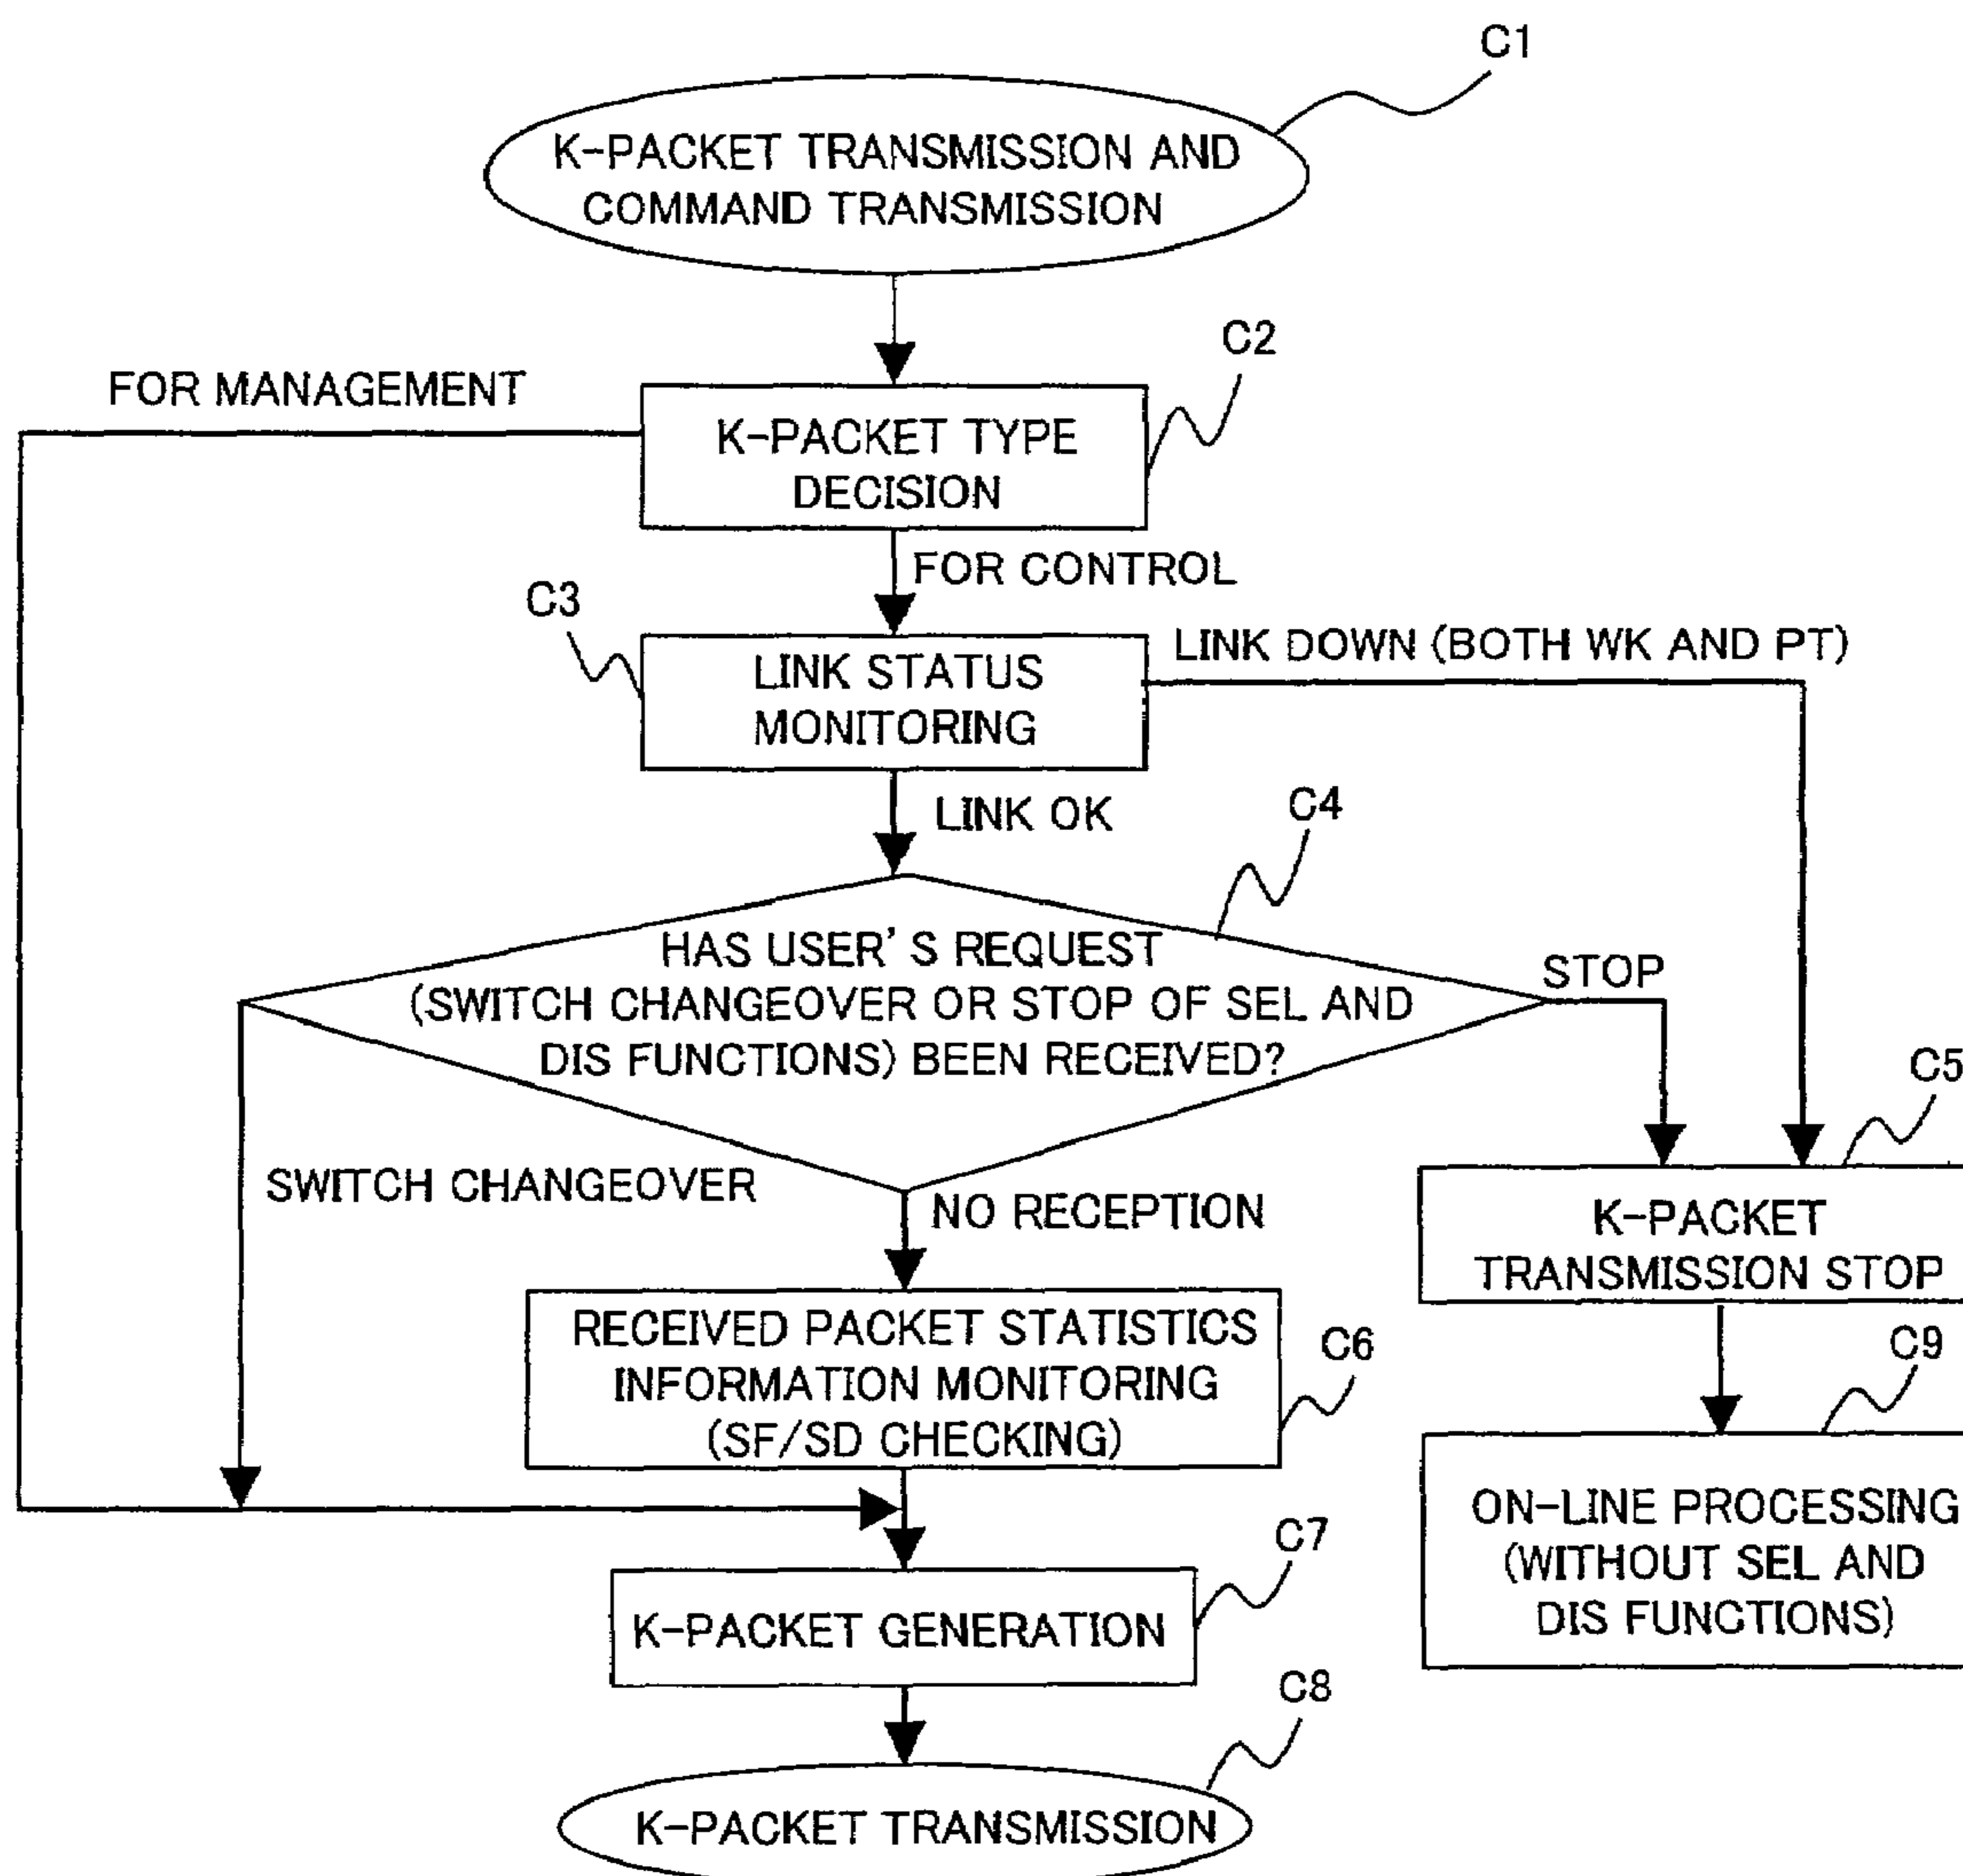 C1
K-PACKET TRANSMISSION AND
COMMAND TRANSMISSION
C2
FOR MANAGEMENT
K-PACKET TYPE
DECISION
FOR CONTROL
C3
LINK DOWN (BOTH WK AND PT)
LINK STATUS
MONITORING
LINK OK
C4
HAS USER'S REQUEST
(SWITCH CHANGEOVER OR STOP OF SEL AND
DIS FUNCTIONS) BEEN RECEIVED?
STOP
C5
SWITCH CHANGEOVER
NO RECEPTION
K-PACKET
TRANSMISSION STOP
RECEIVED PACKET STATISTICS
INFORMATION MONITORING
(SF/SD CHECKING)
C6
C9
ON-LINE PROCESSING
(WITHOUT SEL AND
DIS FUNCTIONS)
C7
K-PACKET GENERATION
C8
K-PACKET TRANSMISSION